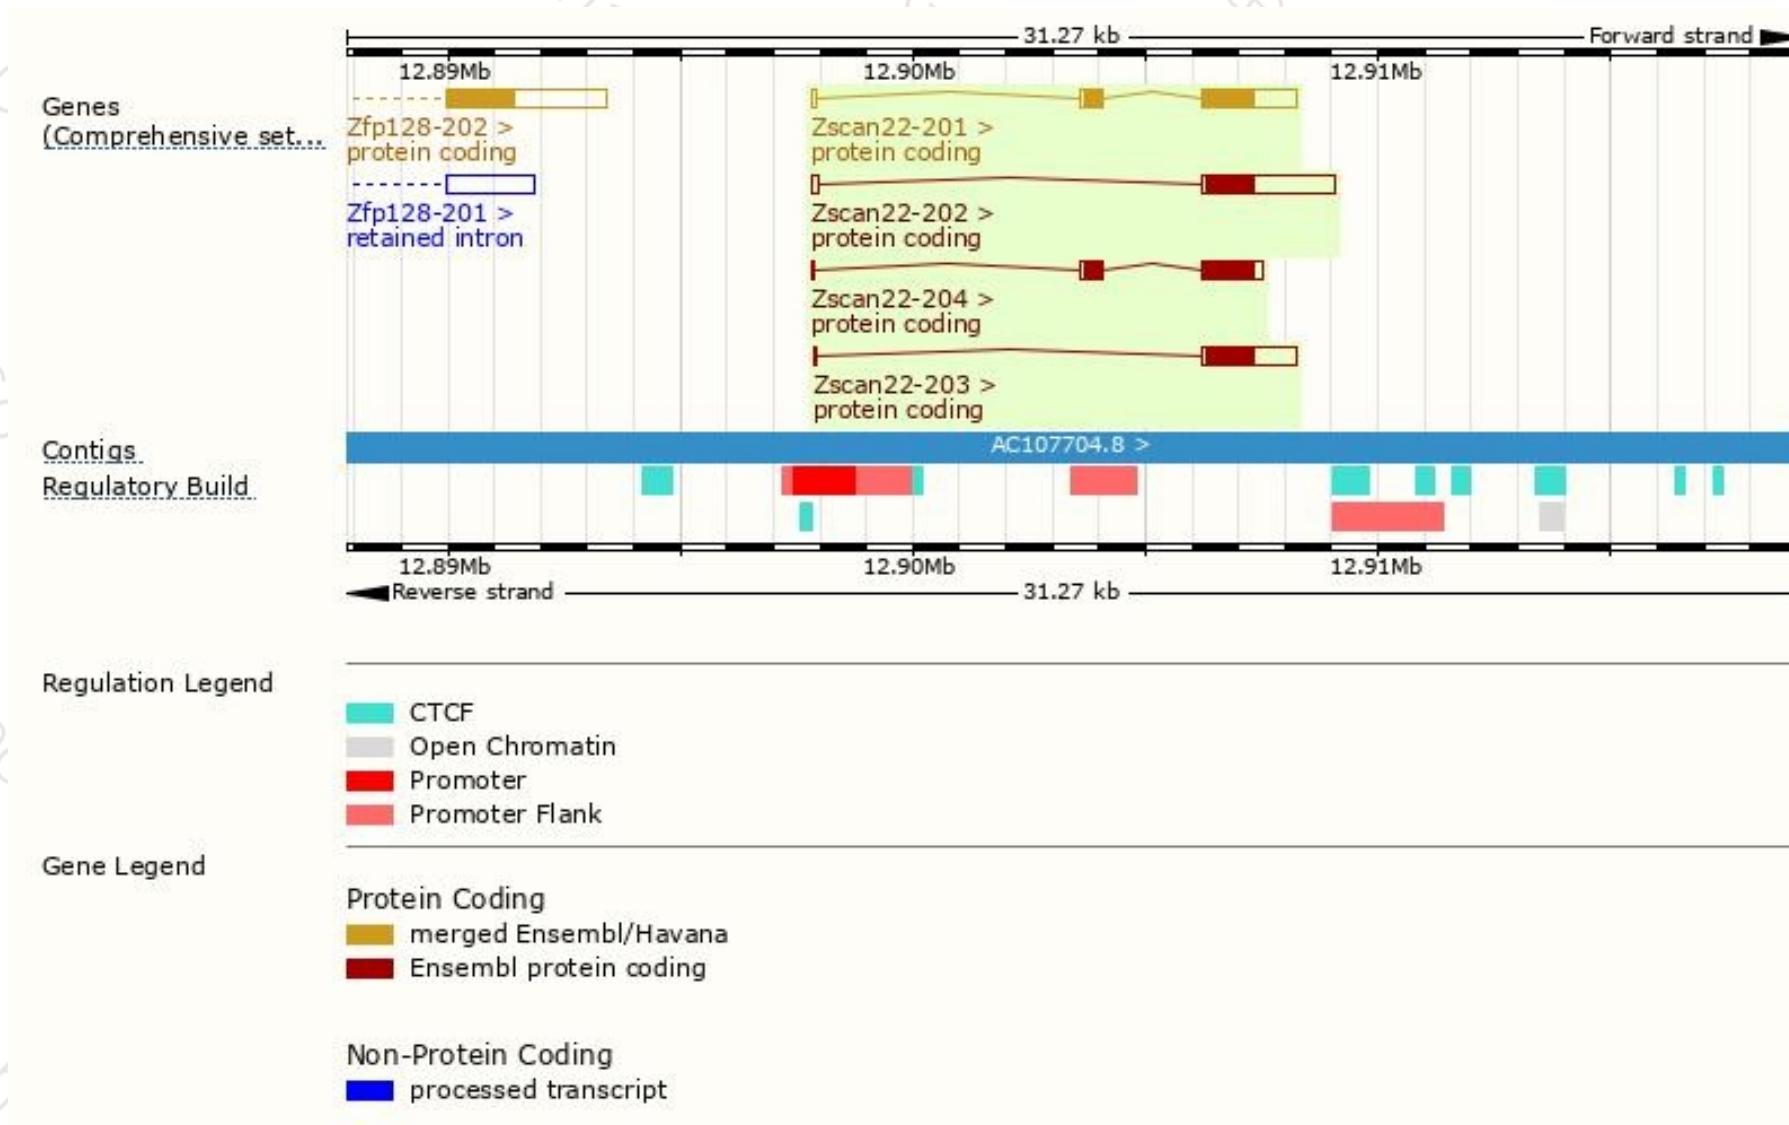 31.27 kb
Forward strand
12.89Mb 12.90Mb 12.91Mb
Genes
(Comprehensive set...
Zfp128-202 >
protein coding
Zscan22-201 >
protein coding
Zfp128-201 >
retained intron
Zscan22-202 >
protein coding
Zscan22-204 >
protein coding
Zscan22-203 >
protein coding
Contigs
AC107704.8 >
Regulatory Build
12.89Mb 12.90Mb 12.91Mb
Reverse strand
31.27 kb
Regulation Legend
CTCF
Open Chromatin
Promoter
Promoter Flank
Gene Legend
Protein Coding
merged Ensembl/Havana
Ensembl protein coding
Non-Protein Coding
processed transcript